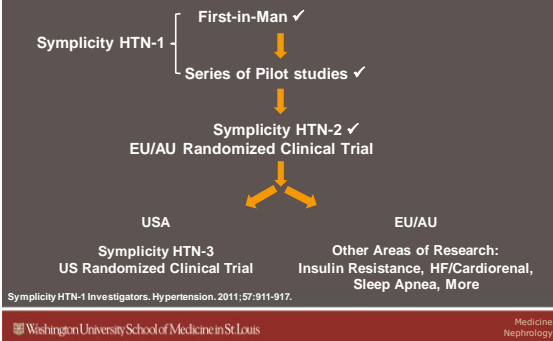 First-in-Man ✓
Symplicity HTN-1
Series of Pilot studies ✓
Symplicity HTN-2 ✓
EU/AU Randomized Clinical Trial
USA
Symplicity HTN-3
US Randomized Clinical Trial
EU/AU
Other Areas of Research:
Insulin Resistance, HF/Cardiorenal,
Sleep Apnea, More
Symplicity HTN-1 Investigators. Hypertension. 2011;57:911-917.
Washington University School of Medicine in St. Louis
Medicine
Nephrology